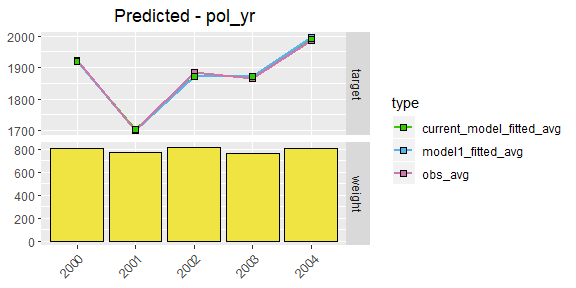 Predicted - pol_yr
2000
1900
1800
1700
target
800
600
400
200
0
weight
2000
2001
2002
2003
2004
type
current_model_fitted_avg
model1_fitted_avg
obs_avg